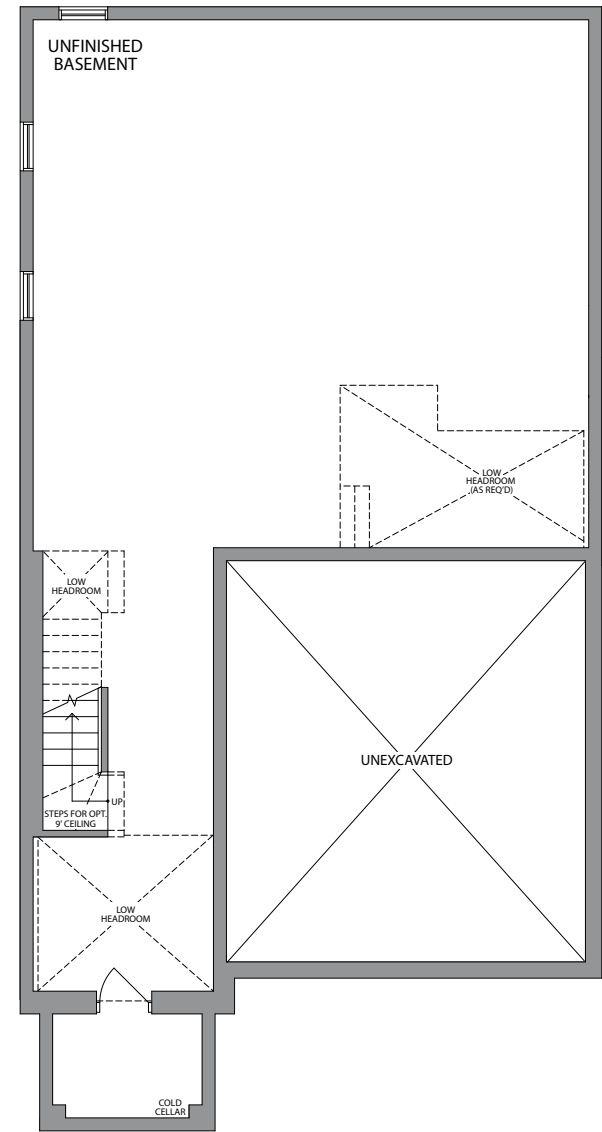 UNFINISHED
BASEMENT
LOW
HEADROOM
(AS REQ'D)
LOW
HEADROOM
UNEXCAVATED
UP
STEPS FOR OPT.
9' CEILING
LOW
HEADROOM
COLD
CELLAR